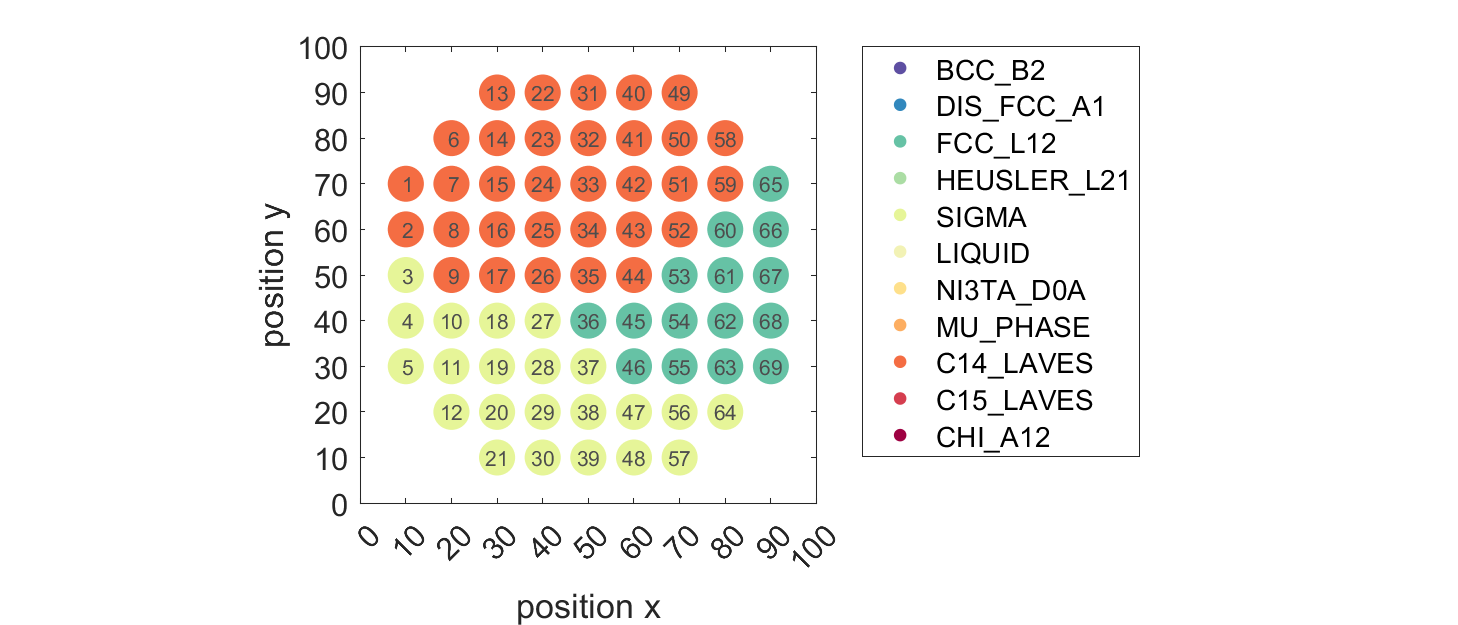 100
90
80
70
60
50
40
30
20
10
0
position y
13 22 31 40 49
6 14 23 32 41 50 58
1 7 15 24 33 42 51 59 65
2 8 16 25 34 43 52 60 66
3 9 17 26 35 44 53 61 67
4 10 18 27 36 45 54 62 68
5 11 19 28 37 46 55 63 69
12 20 29 38 47 56 64
21 30 39 48 57
0 10 20 30 40 50 60 70 80 90 100
position x
BCC_B2
DIS_FCC_A1
FCC_L12
HEUSLER_L21
SIGMA
LIQUID
NI3TA_D0A
MU_PHASE
C14_LAVES
C15_LAVES
CHI_A12